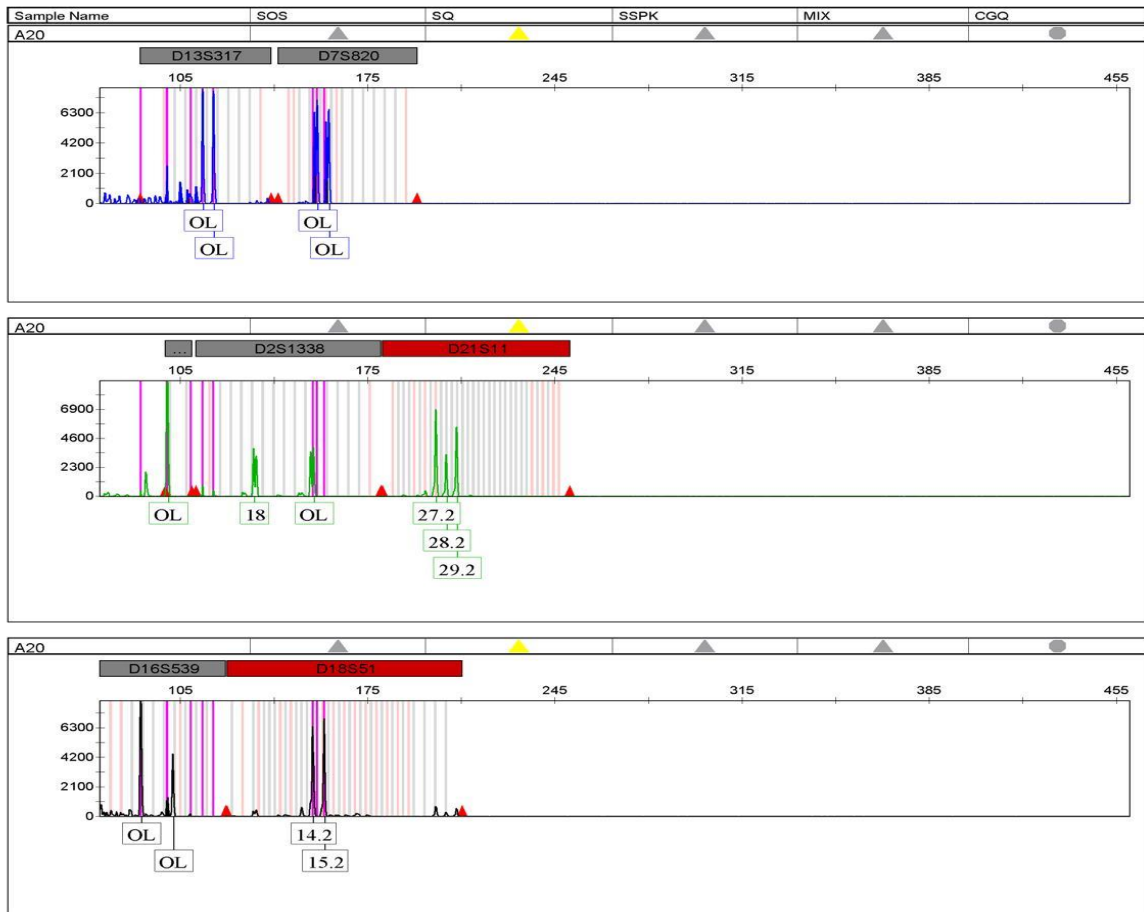 Sample Name SOS SQ SSPK MIX CGQ
A20
D13S317 D7S820
105 175 245 315 385 455
6300
4200
2100
0
OL OL
OL OL
A20
... D2S1338 D21S11
105 175 245 315 385 455
6900
4600
2300
0
OL 18 OL 27.2
28.2
29.2
A20
D16S539 D18S51
105 175 245 315 385 455
6300
4200
2100
0
OL 14.2
OL 15.2